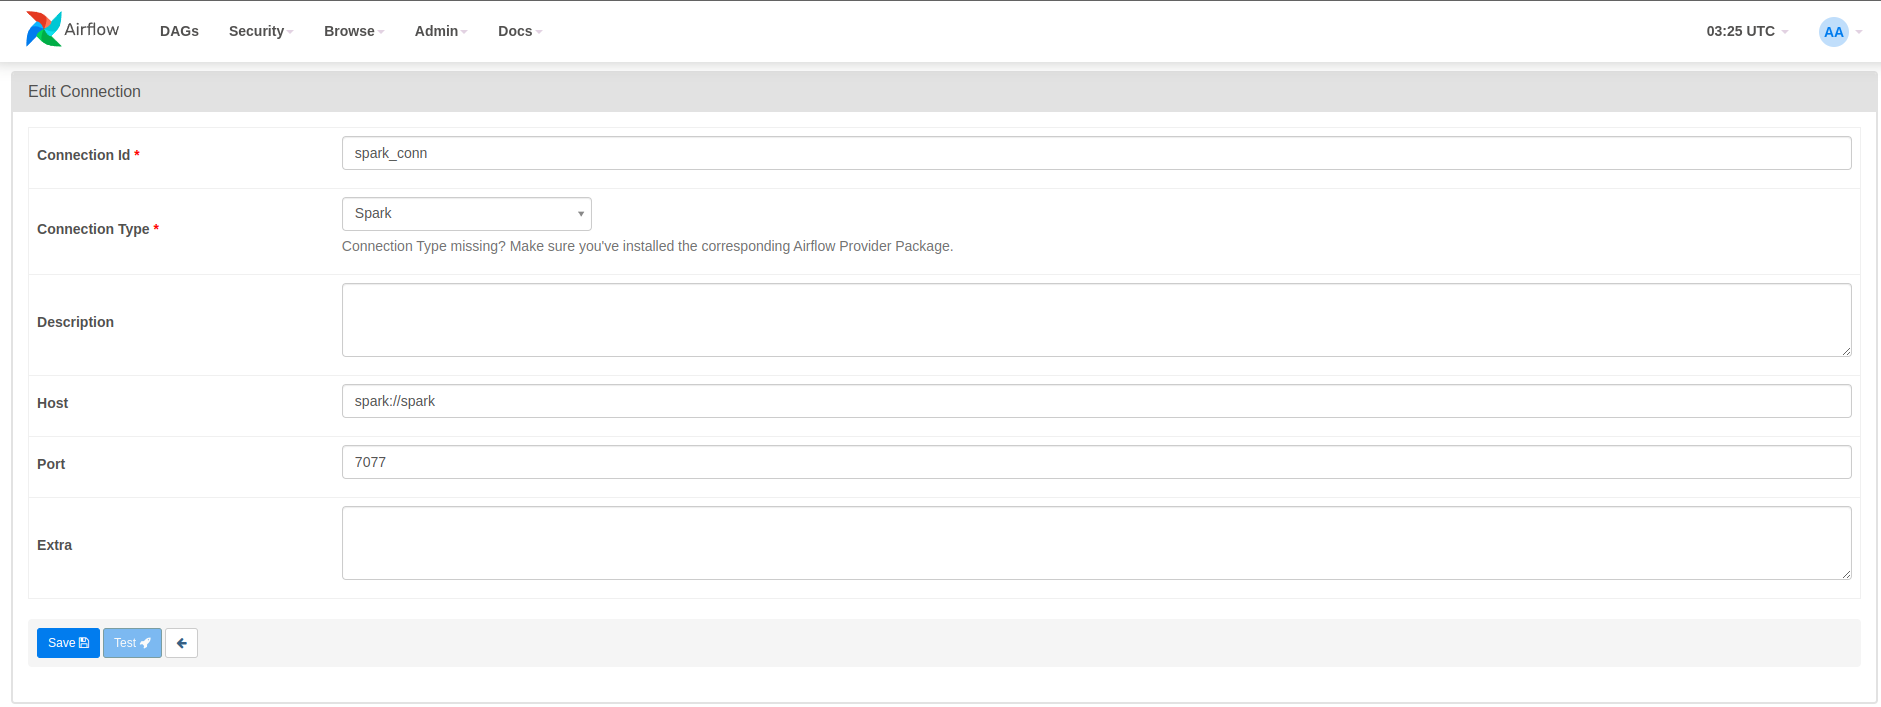 Airflow DAGs Security Browse Admin Docs 03:25 UTC AA
Edit Connection
Connection Id * spark_conn
Connection Type * Spark
Connection Type missing? Make sure you've installed the corresponding Airflow Provider Package.
Description
Host spark://spark
Port 7077
Extra
Save Test